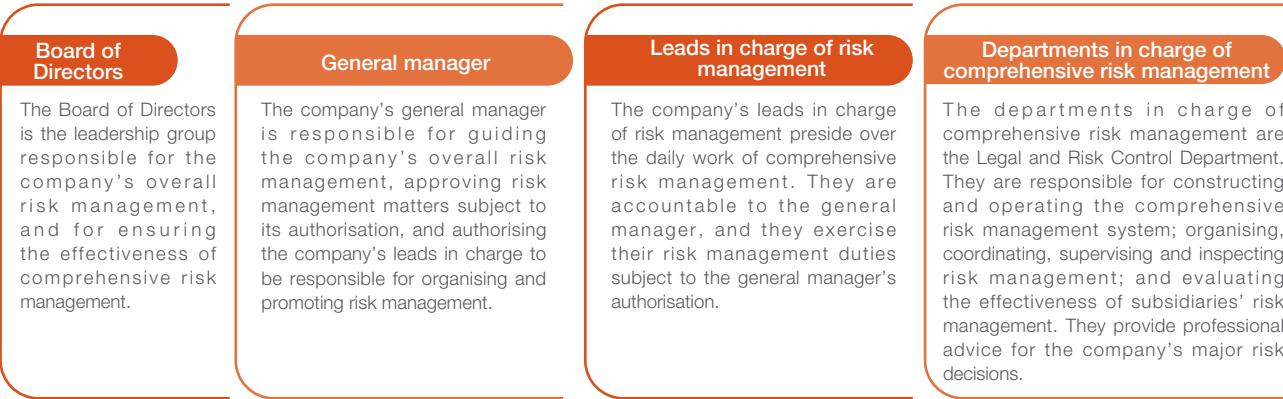 Board of
Directors
The Board of Directors
is the leadership group
responsible for the
company's overall
risk management,
and for ensuring
the effectiveness of
comprehensive risk
management.
General manager
The company's general manager
is responsible for guiding
the company's overall risk
management, approving risk
management matters subject to
its authorisation, and authorising
the company's leads in charge to
be responsible for organising and
promoting risk management.
Leads in charge of risk
management
The company's leads in charge
of risk management preside over
the daily work of comprehensive
risk management. They are
accountable to the general
manager, and they exercise
their risk management duties
subject to the general manager's
authorisation.
Departments in charge of
comprehensive risk management
The departments in charge of
comprehensive risk management are
the Legal and Risk Control Department.
They are responsible for constructing
and operating the comprehensive
risk management system; organising,
coordinating, supervising and inspecting
risk management; and evaluating
the effectiveness of subsidiaries' risk
management. They provide professional
advice for the company's major risk
decisions.